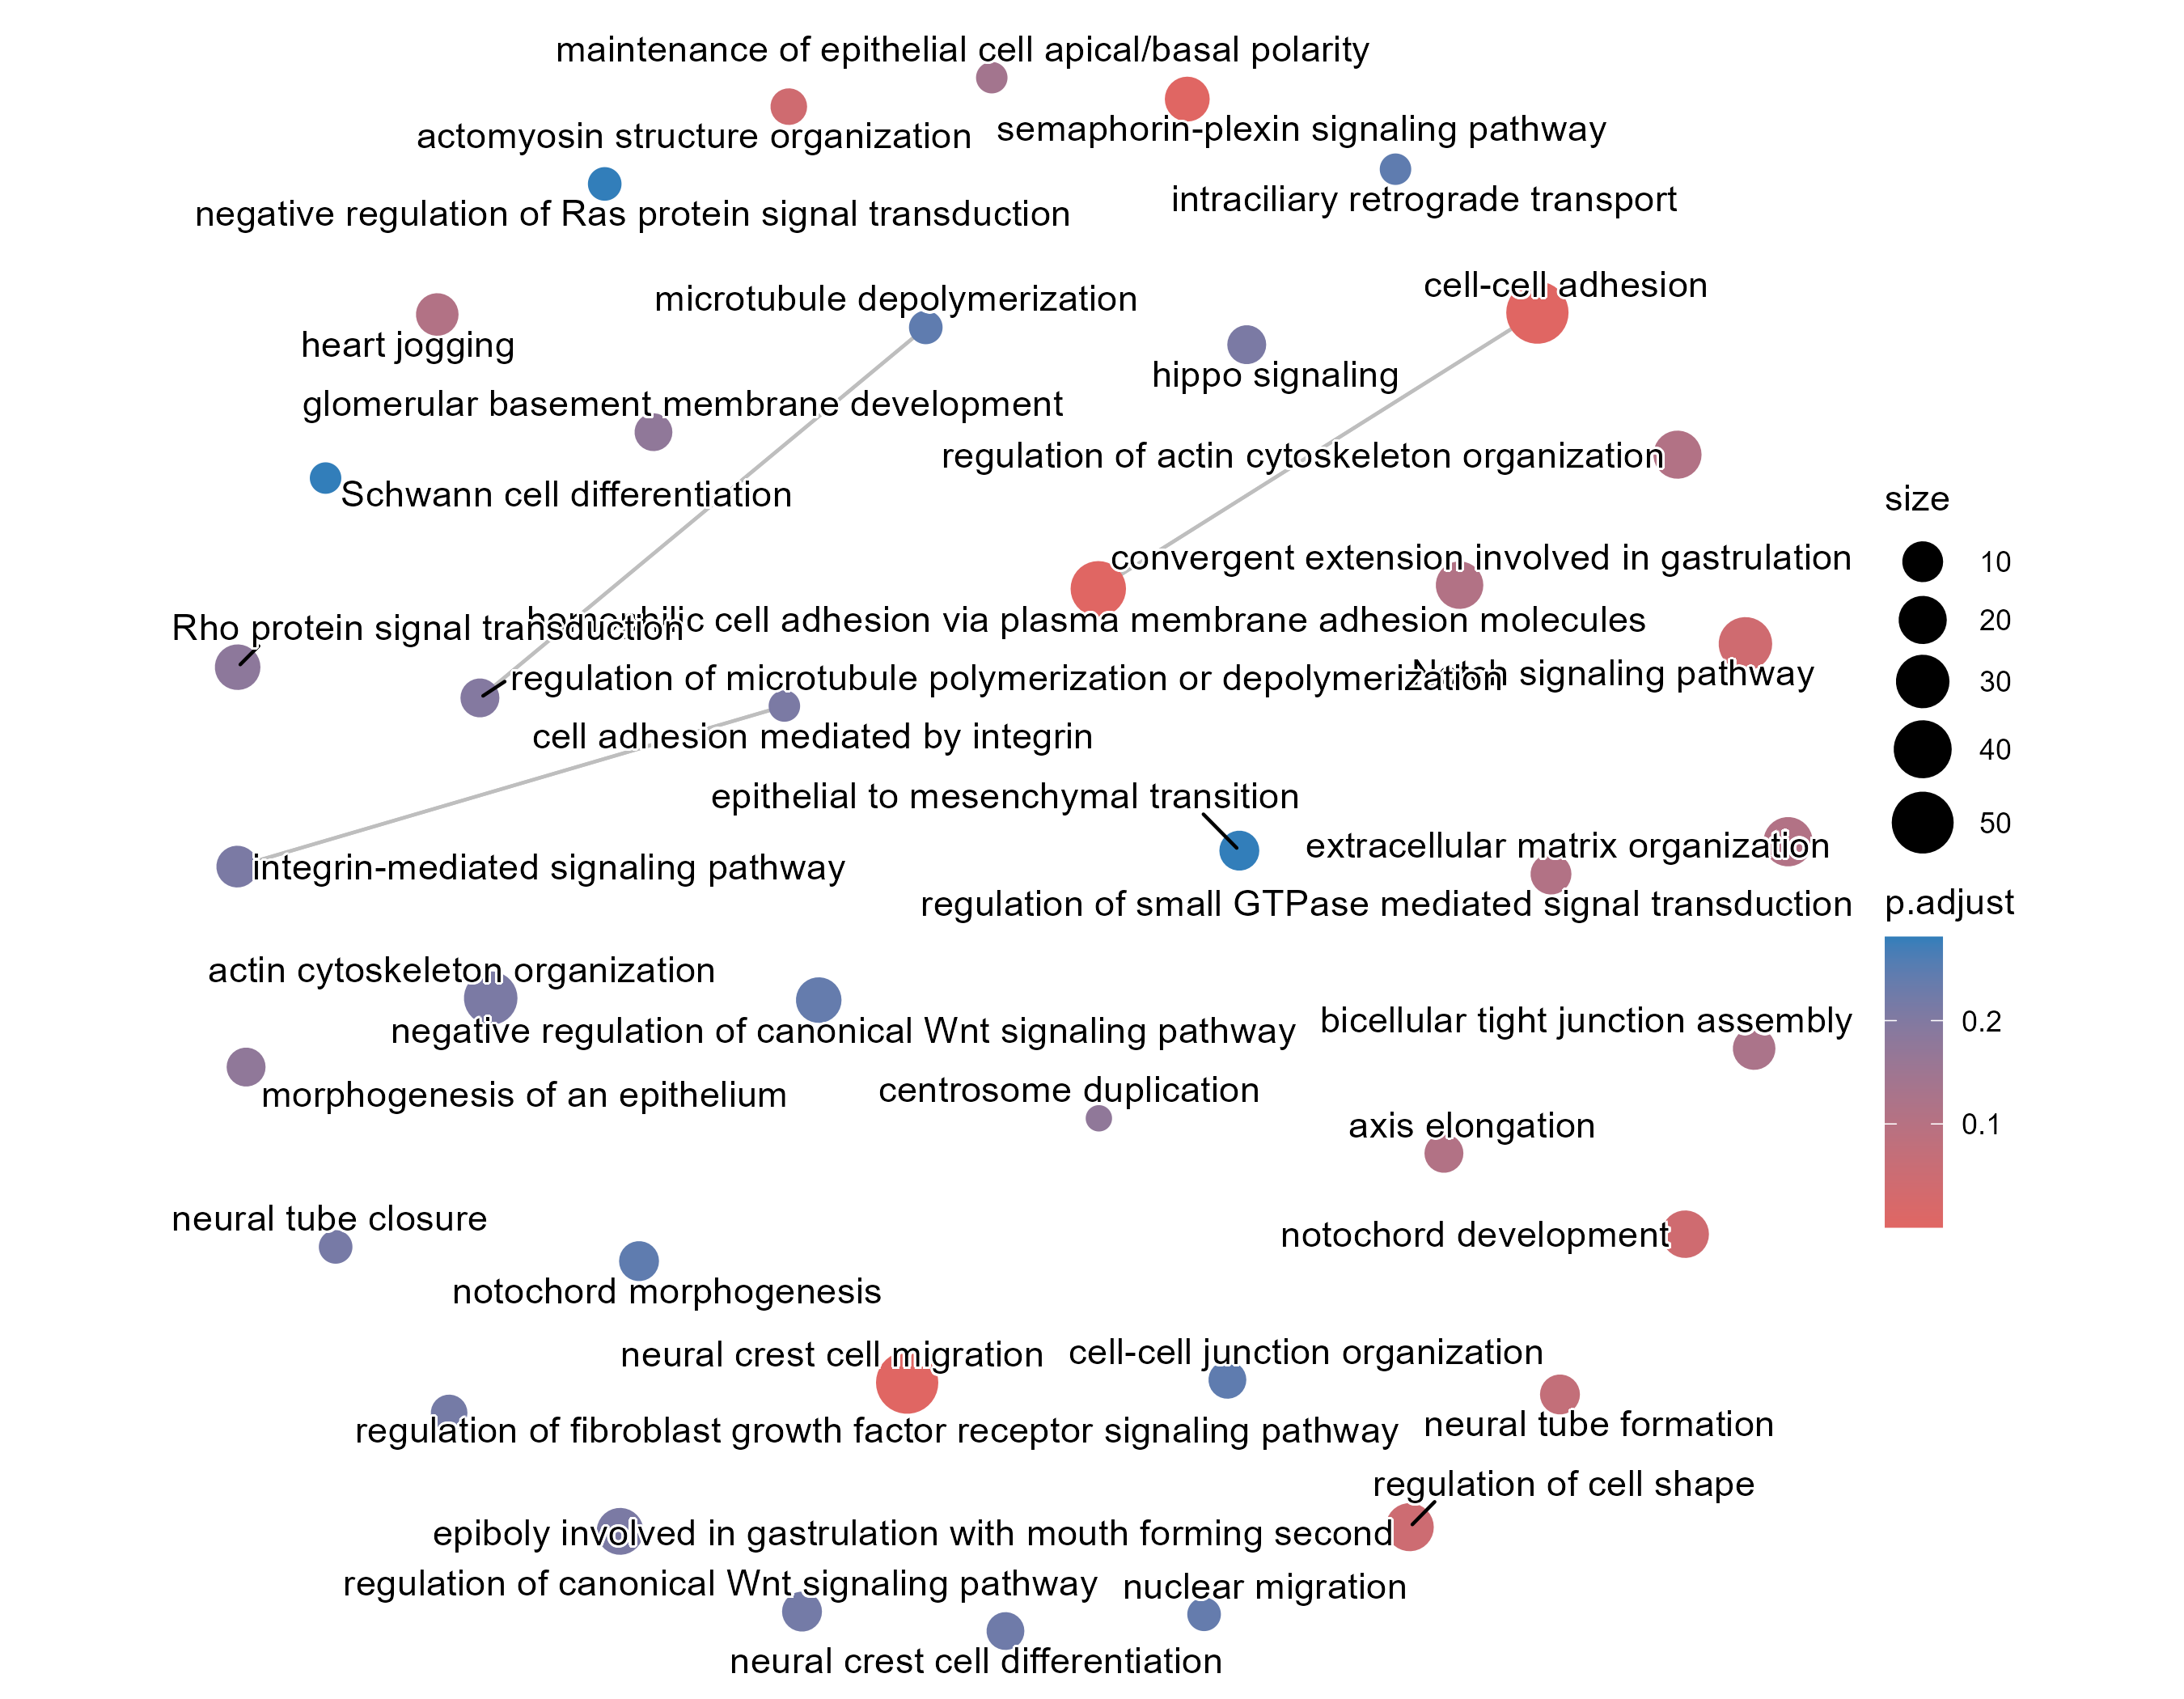 maintenance of epithelial cell apical/basal polarity
actomyosin structure organization
semaphorin-plexin signaling pathway
negative regulation of Ras protein signal transduction
intraciliary retrograde transport
microtubule depolymerization
cell-cell adhesion
heart jogging
hippo signaling
glomerular basement membrane development
regulation of actin cytoskeleton organization
Schwann cell differentiation
convergent extension involved in gastrulation
homophilic cell adhesion via plasma membrane adhesion molecules
Rho protein signal transduction
Notch signaling pathway
regulation of microtubule polymerization or depolymerization
cell adhesion mediated by integrin
epithelial to mesenchymal transition
extracellular matrix organization
integrin-mediated signaling pathway
regulation of small GTPase mediated signal transduction
actin cytoskeleton organization
negative regulation of canonical Wnt signaling pathway
bicellular tight junction assembly
morphogenesis of an epithelium
centrosome duplication
axis elongation
neural tube closure
notochord development
notochord morphogenesis
neural crest cell migration
cell-cell junction organization
regulation of fibroblast growth factor receptor signaling pathway
neural tube formation
regulation of cell shape
epiboly involved in gastrulation with mouth forming second
regulation of canonical Wnt signaling pathway
nuclear migration
neural crest cell differentiation
size
10
20
30
40
50
p.adjust
0.2
0.1